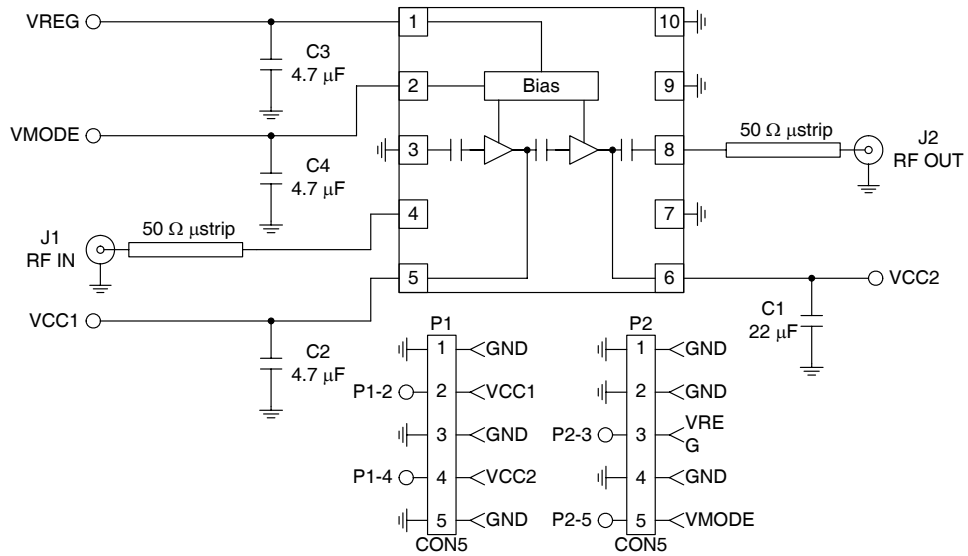 VREG
1
10
C3
4.7 μF
2
Bias
9
VMODE
50 Ω μstrip
J2
RF OUT
3
8
C4
4.7 μF
4
7
50 Ω μstrip
J1
RF IN
5
6
VCC2
C1
22 μF
VCC1
C2
4.7 μF
P1
1
GND
P1-2
2
VCC1
3
GND
P1-4
4
VCC2
5
GND
CON5
P2
1
GND
2
GND
P2-3
3
VRE
G
4
GND
P2-5
5
VMODE
CON5